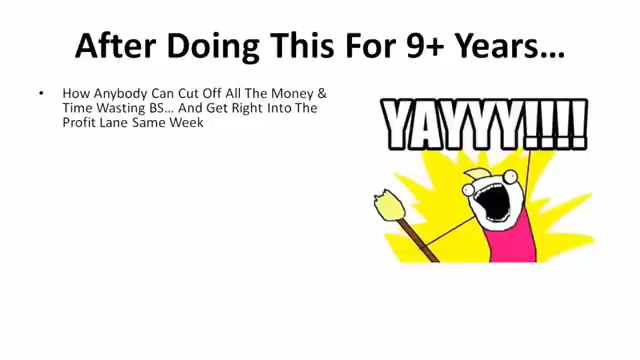 After Doing This For 9+ Years…
• How Anybody Can Cut Off All The Money &
Time Wasting BS… And Get Right Into The
Profit Lane Same Week
YAYYY!!!!